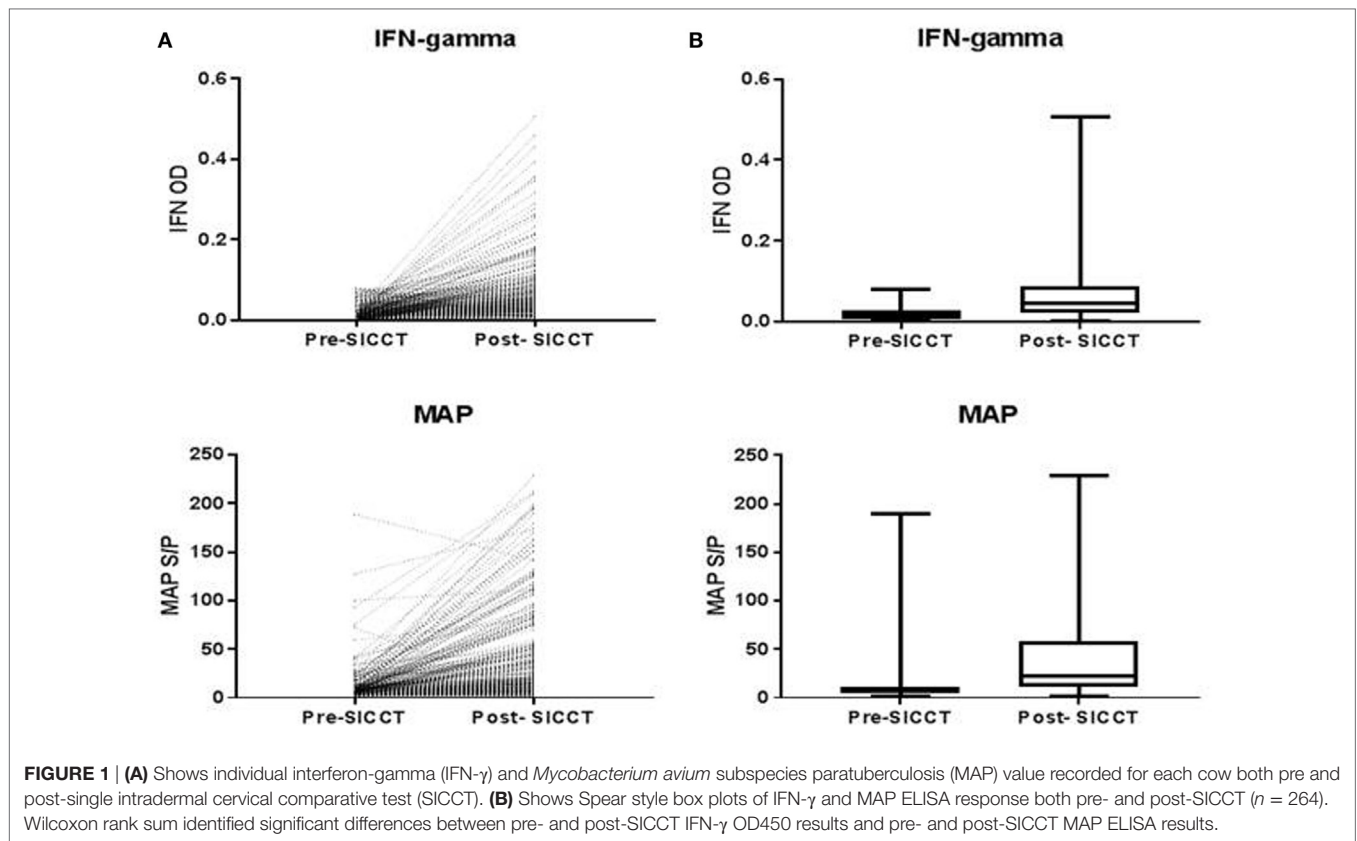 A
IFN-gamma
0.6
0.4
0.2
0.0
IFN OD
Pre-SICCT Post- SICCT
B
IFN-gamma
0.6
0.4
0.2
0.0
IFN OD
Pre-SICCT Post- SICCT
MAP
250
200
150
100
50
0
MAP S/P
Pre-SICCT Post- SICCT
MAP
250
200
150
100
50
0
MAP S/P
Pre-SICCT Post- SICCT
FIGURE 1 | (A) Shows individual interferon-gamma (IFN-γ) and Mycobacterium avium subspecies paratuberculosis (MAP) value recorded for each cow both pre and
post-single intradermal cervical comparative test (SICCT). (B) Shows Spear style box plots of IFN-γ and MAP ELISA response both pre- and post-SICCT (n = 264).
Wilcoxon rank sum identified significant differences between pre- and post-SICCT IFN-γ OD450 results and pre- and post-SICCT MAP ELISA results.